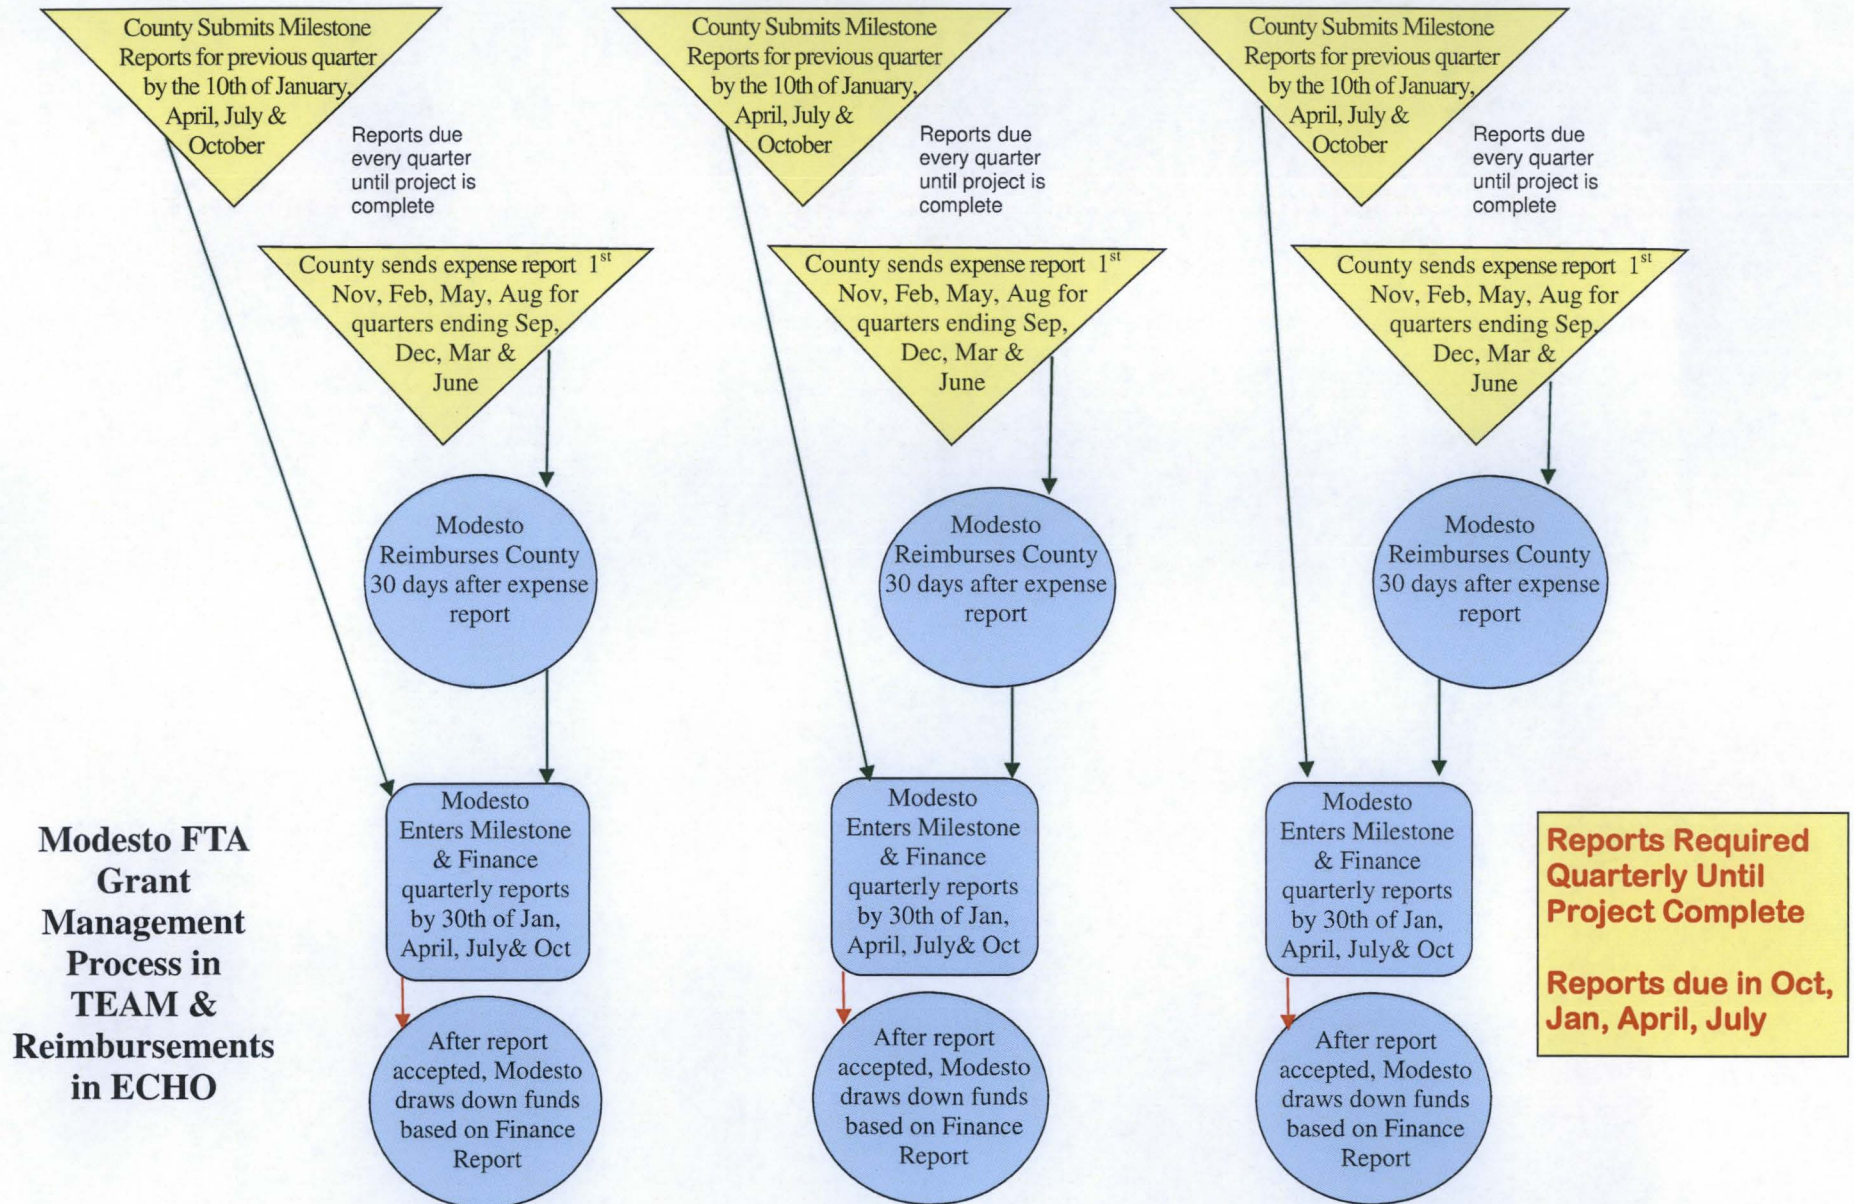 County Submits Milestone
Reports for previous quarter
by the 10th of January,
April, July &
October
Reports due
every quarter
until project is
complete
County sends expense report 1st
Nov, Feb, May, Aug for
quarters ending Sep,
Dec, Mar &
June
Modesto
Reimburses County
30 days after expense
report
Modesto
Enters Milestone
& Finance
quarterly reports
by 30th of Jan,
April, July& Oct
After report
accepted, Modesto
draws down funds
based on Finance
Report
County Submits Milestone
Reports for previous quarter
by the 10th of January,
April, July &
October
Reports due
every quarter
until project is
complete
County sends expense report 1st
Nov, Feb, May, Aug for
quarters ending Sep,
Dec, Mar &
June
Modesto
Reimburses County
30 days after expense
report
Modesto
Enters Milestone
& Finance
quarterly reports
by 30th of Jan,
April, July& Oct
After report
accepted, Modesto
draws down funds
based on Finance
Report
County Submits Milestone
Reports for previous quarter
by the 10th of January,
April, July &
October
Reports due
every quarter
until project is
complete
County sends expense report 1st
Nov, Feb, May, Aug for
quarters ending Sep,
Dec, Mar &
June
Modesto
Reimburses County
30 days after expense
report
Modesto
Enters Milestone
& Finance
quarterly reports
by 30th of Jan,
April, July& Oct
After report
accepted, Modesto
draws down funds
based on Finance
Report
Modesto FTA
Grant
Management
Process in
TEAM &
Reimbursements
in ECHO
Reports Required
Quarterly Until
Project Complete
Reports due in Oct,
Jan, April, July